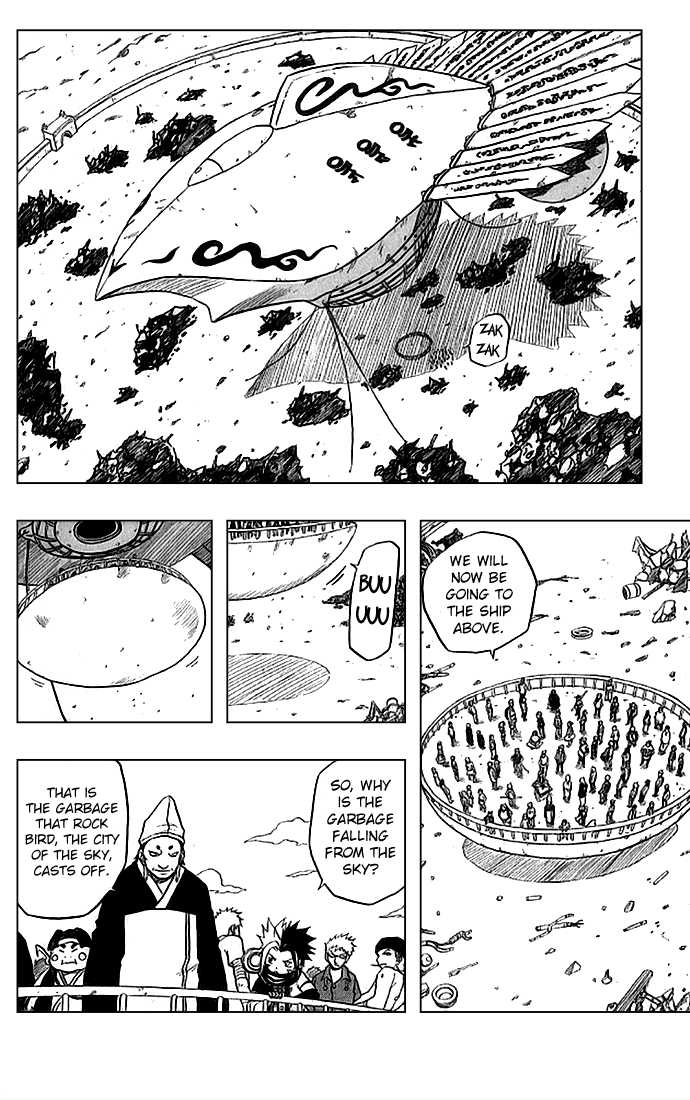 ZAK
ZAK
WE WILL
NOW BE
GOING TO
THE SHIP
ABOVE.
BUU
UUU
SO, WHY
IS THE
GARBAGE
FALLING
FROM THE
SKY?
THAT IS
THE GARBAGE
THAT ROCK
BIRD, THE CITY
OF THE SKY,
CASTS OFF.